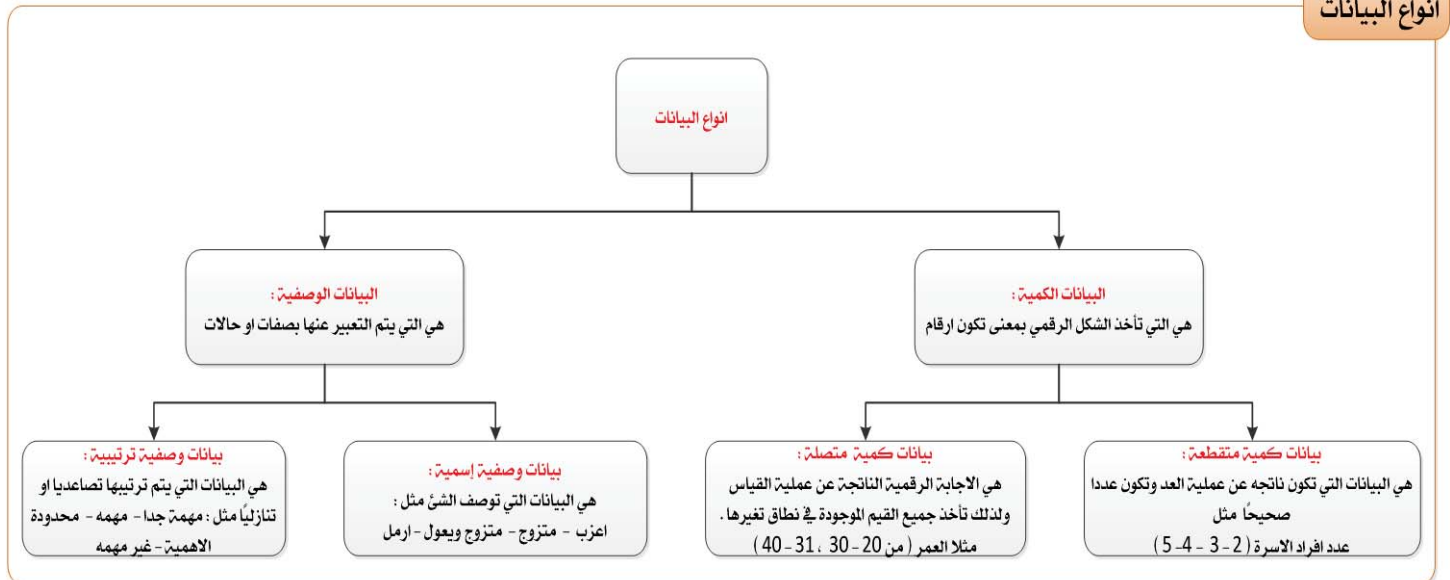 انواع البيانات
انواع البيانات
البيانات الكمية :
هي التي تأخذ الشكل الرقمي بمعنى تكون ارقام
البيانات الوصفية :
هي التي يتم التعبير عنها بصفات او حالات
بيانات كمية متقطعة :
هي البيانات التي تكون ناتجه عن عملية العد وتكون عددا
صحيحًا مثل
عدد افراد الاسرة ( 2 - 3 - 4 - 5 )
بيانات كمية متصلة :
هي الاجابة الرقمية الناتجة عن عملية القياس
ولذلك تأخذ جميع القيم الموجودة في نطاق تغيرها .
مثلا العمر ( من 20 - 30 ، 31 - 40 )
بيانات وصفية إسمية :
هي البيانات التي توصف الشئ مثل :
اعزب - متزوج - متزوج ويعول - ارمل
بيانات وصفية ترتيبية :
هي البيانات التي يتم ترتيبها تصاعديا او
تنازليًا مثل : مهمة جدا - مهمه - محدودة
الاهمية - غير مهمه